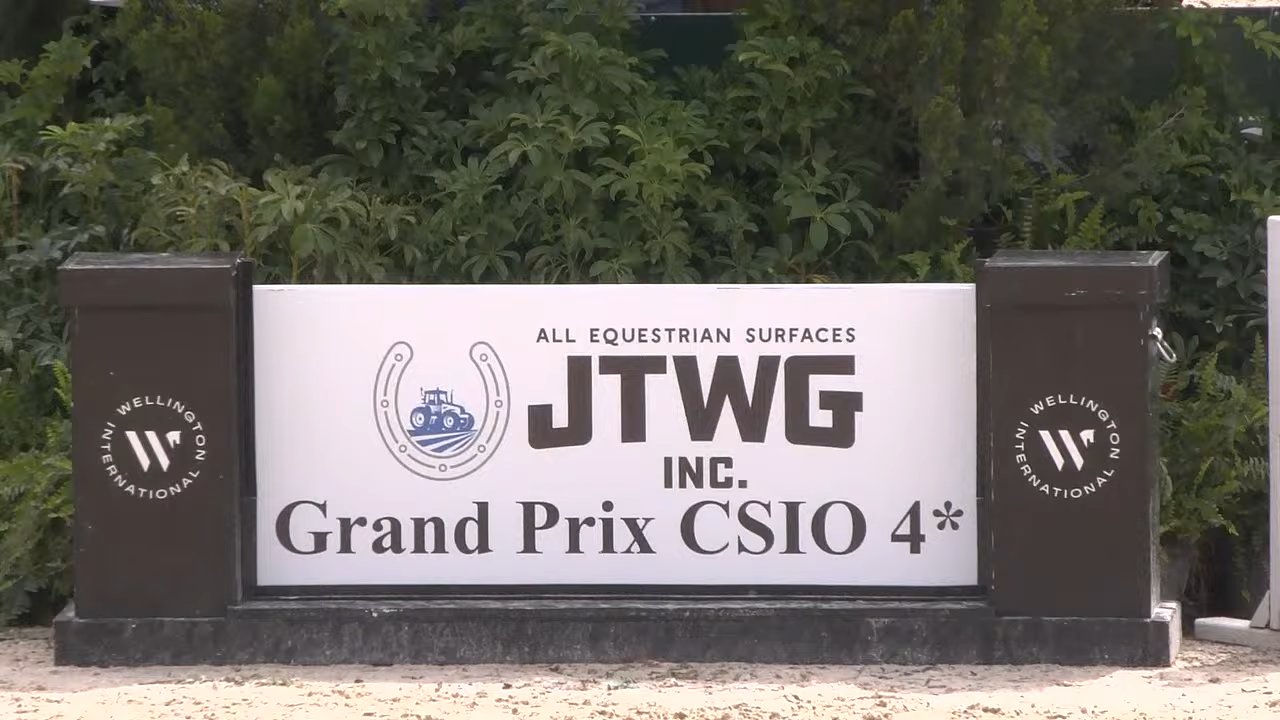 ALL EQUESTRIAN SURFACES
JTWG
INC.
Grand Prix CSIO 4*
WELLINGTON
W
INTERNATIONAL
WELLINGTON
W
INTERNATIONAL